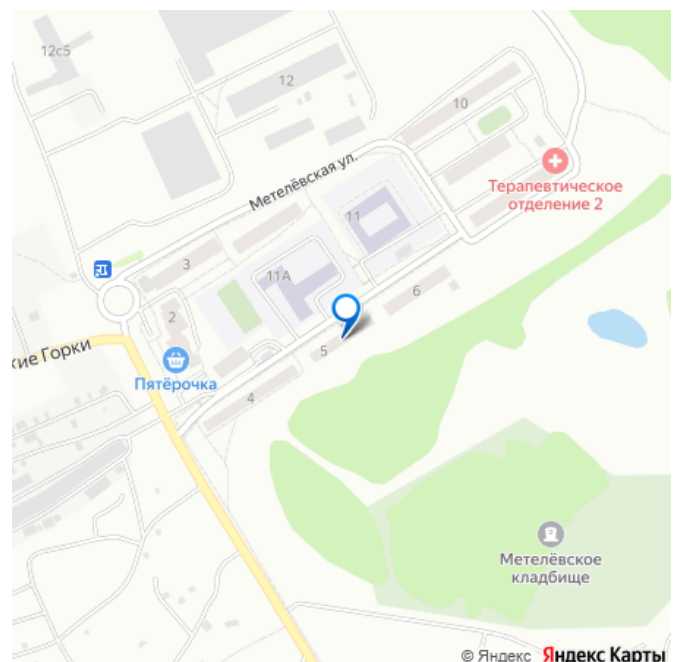 12с5
12
10
Метелёвская ул.
Терапевтическое
отделение 2
11
3
11А
6
2
кие Горки
5
Пятёрочка
4
Метелёвское
кладбище
© Яндекс Яндекс Карты